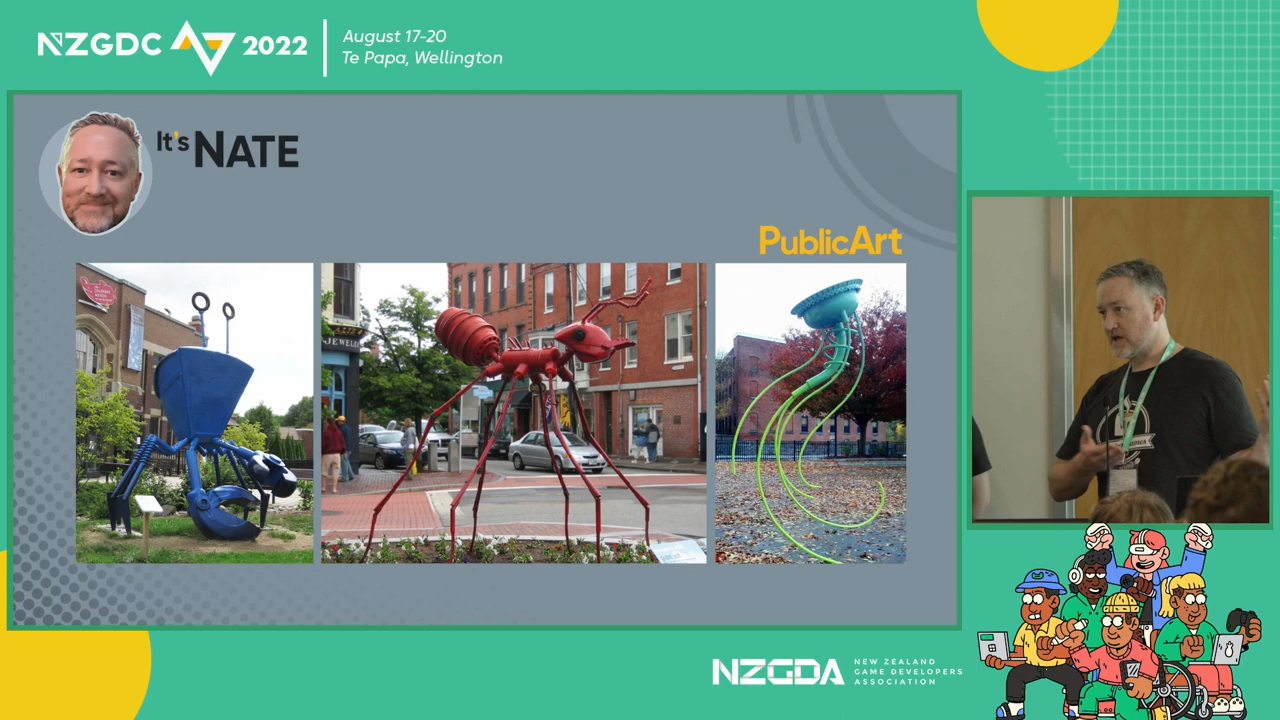 NZGDC 2022
August 17-20
Te Papa, Wellington
It's NATE
PublicArt
JEWEL
NZGDA
NEW ZEALAND
GAME DEVELOPERS
ASSOCIATION